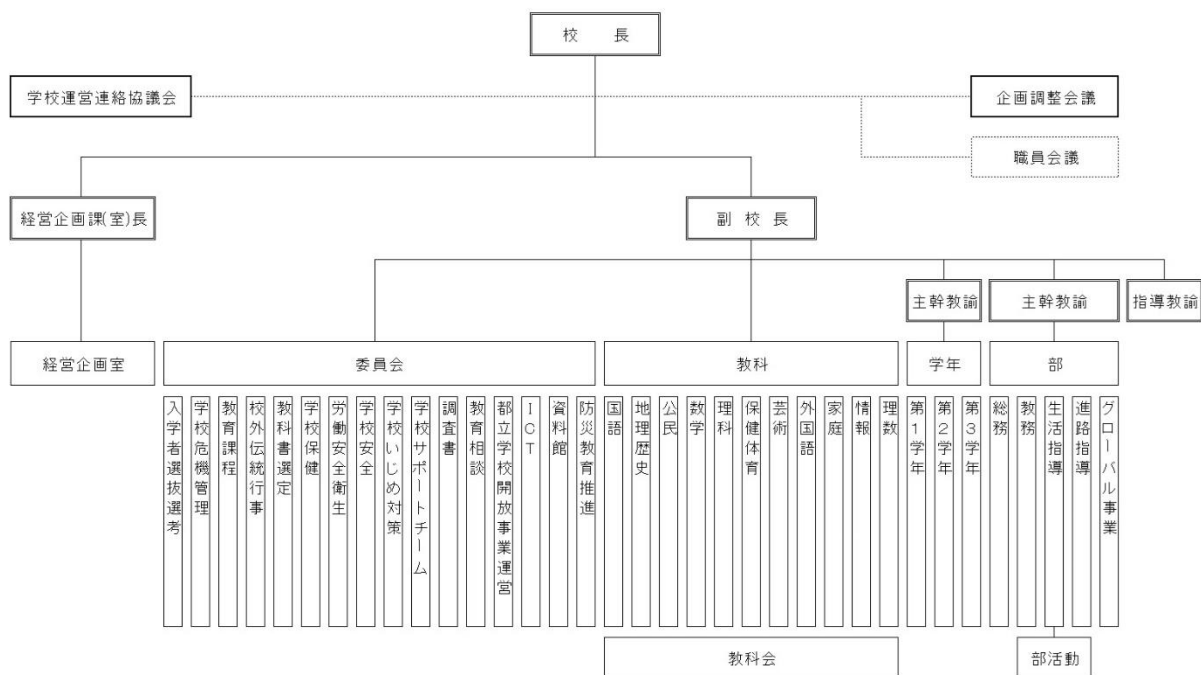 校　長
学校運営連絡協議会
企画調整会議
職員会議
経営企画課(室)長
副校長
主幹教諭
主幹教諭
指導教諭
経営企画室
委員会
教科
学年
部
入学者選抜選考
学校危機管理
教育課程
校外伝統行事
教科書選定
学校保健
労働安全衛生
学校安全
学校いじめ対策
学校サポートチーム
調査書
教育相談
都立学校開放事業運営
ICT
資料館
防災教育推進
国語
地理歴史
公民
数学
理科
保健体育
芸術
外国語
家庭
情報
理数
第1学年
第2学年
第3学年
総務
教務
生活指導
進路指導
グローバル事業
教科会
部活動